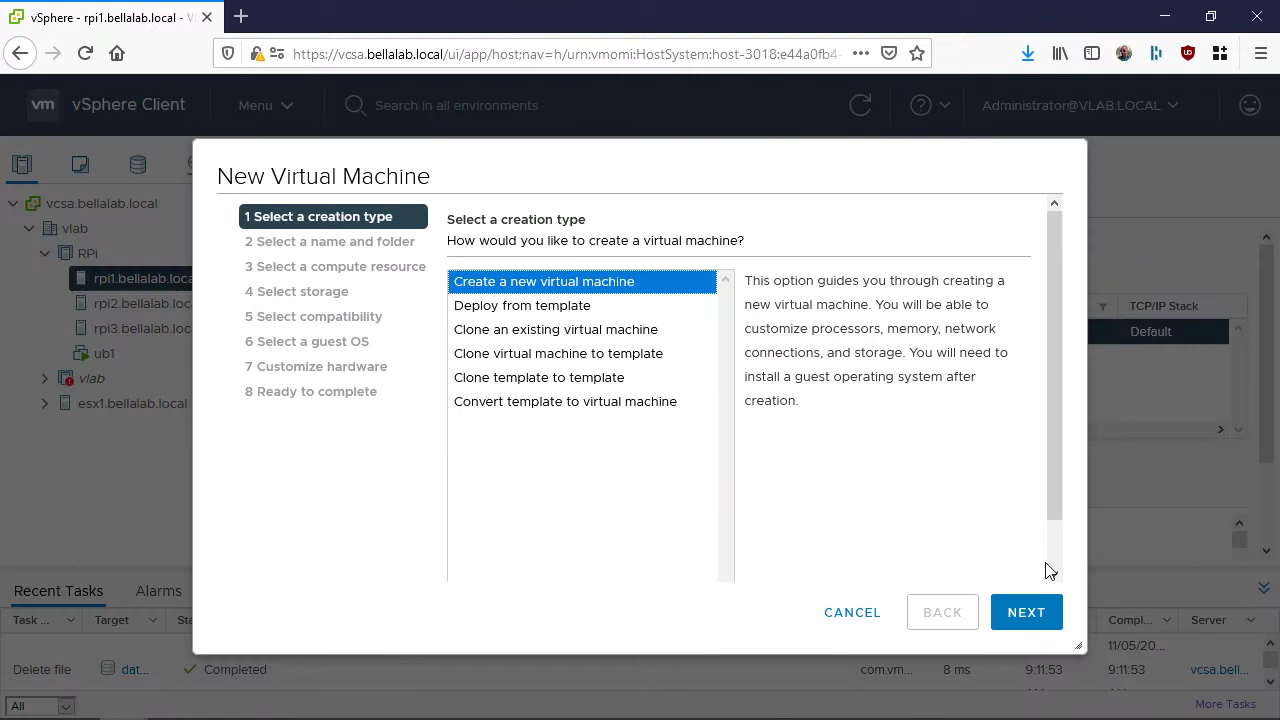 vSphere - rpi1.bellalab.local - V
https://vcsa.bellalab.local/ui/app/host:nav=h/urn:vmomi:HostSystem:host-3018:e44a0fb4-
vm vSphere Client Menu Search in all environments Administrator@VLAB.LOCAL
vcsa.bellalab.local
vlab
RPi
rpi1.bellalab.loca
rpi2.bellalab.loca
rpi3.bellalab.loca
ub1
vlab
esx1.bellalab.local
TCP/IP Stack
Default
New Virtual Machine
1 Select a creation type
2 Select a name and folder
3 Select a compute resource
4 Select storage
5 Select compatibility
6 Select a guest OS
7 Customize hardware
8 Ready to complete
Select a creation type
How would you like to create a virtual machine?
Create a new virtual machine
Deploy from template
Clone an existing virtual machine
Clone virtual machine to template
Clone template to template
Convert template to virtual machine
This option guides you through creating a
new virtual machine. You will be able to
customize processors, memory, network
connections, and storage. You will need to
install a guest operating system after
creation.
CANCEL BACK NEXT
Recent Tasks Alarms
Task ... Target Sta Compl... Server
11/05/20...
Delete file dat... Completed com.vm... 8 ms 9:11:53 9:11:53 vcsa.bell...
All More Tasks